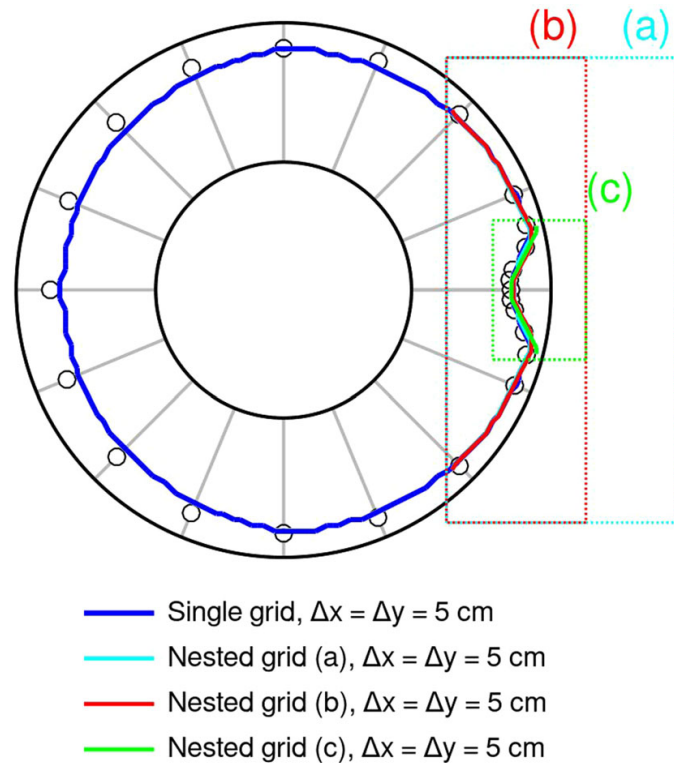 (b) (a)
(c)
Single grid, Δx = Δy = 5 cm
Nested grid (a), Δx = Δy = 5 cm
Nested grid (b), Δx = Δy = 5 cm
Nested grid (c), Δx = Δy = 5 cm